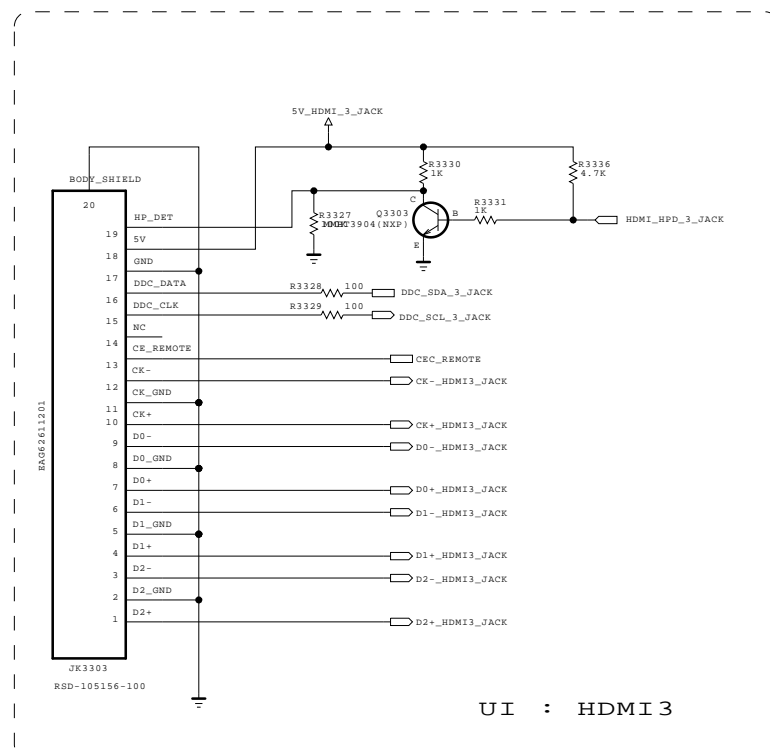 5V_HDMI_3_JACK
BODY_SHIELD
20
R3330
1K
R3336
4.7K
R3327
C
Q3303
MMBT3904(NXP)
B
E
R3331
1K
HDMI_HPD_3_JACK
19
HP_DET
18
5V
17
GND
16
DDC_DATA
R3328
100
DDC_SDA_3_JACK
15
DDC_CLK
R3329
100
DDC_SCL_3_JACK
14
NC
13
CE_REMOTE
CEC_REMOTE
12
CK-
CK-_HDMI3_JACK
11
CK_GND
10
CK+
CK+_HDMI3_JACK
9
D0-
D0-_HDMI3_JACK
8
D0_GND
7
D0+
D0+_HDMI3_JACK
6
D1-
D1-_HDMI3_JACK
5
D1_GND
4
D1+
D1+_HDMI3_JACK
3
D2-
D2-_HDMI3_JACK
2
D2_GND
1
D2+
D2+_HDMI3_JACK
EAG62611201
JK3303
RSD-105156-100
UI : HDMI3